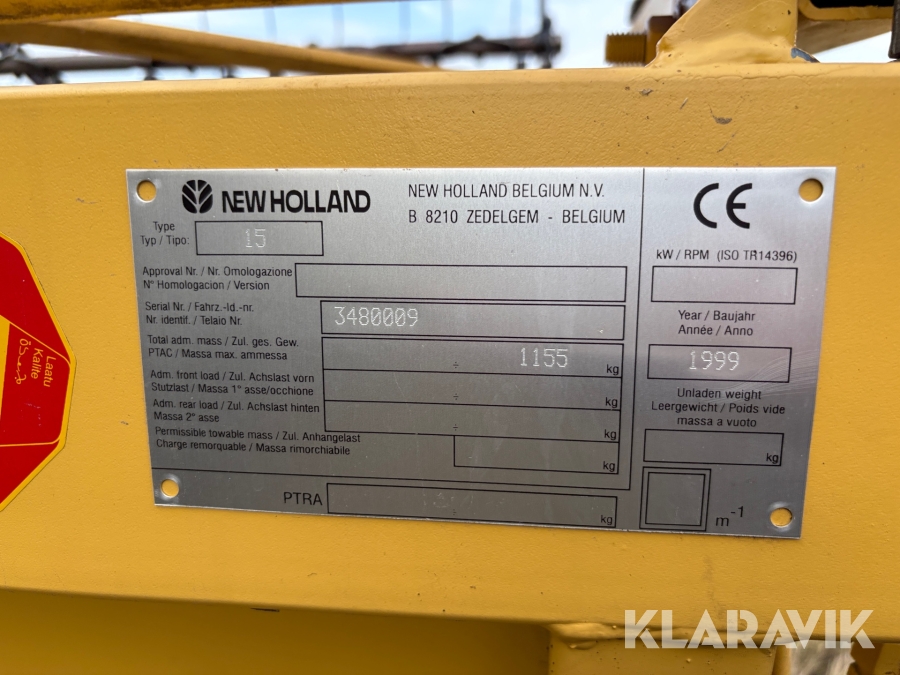 NEW HOLLAND
NEW HOLLAND BELGIUM N.V.
B 8210 ZEDELGEM - BELGIUM
Type
Typ / Tipo:
15
Approval Nr. / Nr. Omologazione
N° Homologacion / Version
Serial Nr. / Fahrz.-Id.-nr.
Nr. identif. / Telaio Nr.
3480009
Total adm. mass / Zul. ges. Gew.
PTAC / Massa max. ammessa
÷ 1155 kg
Adm. front load / Zul. Achslast vorn
Stutzlast / Massa 1° asse/occhione
÷ kg
Adm. rear load / Zul. Achslast hinten
Massa 2° asse
÷ kg
Permissible towable mass / Zul. Anhangelast
Charge remorquable / Massa rimorchiabile
kg
PTRA
÷ kg
CE
kW / RPM (ISO TR14396)
Year / Baujahr
Année / Anno
1999
Unladen weight
Leergewicht / Poids vide
massa a vuoto
kg
m-1
Laatu
Kalite
KLARAVIK